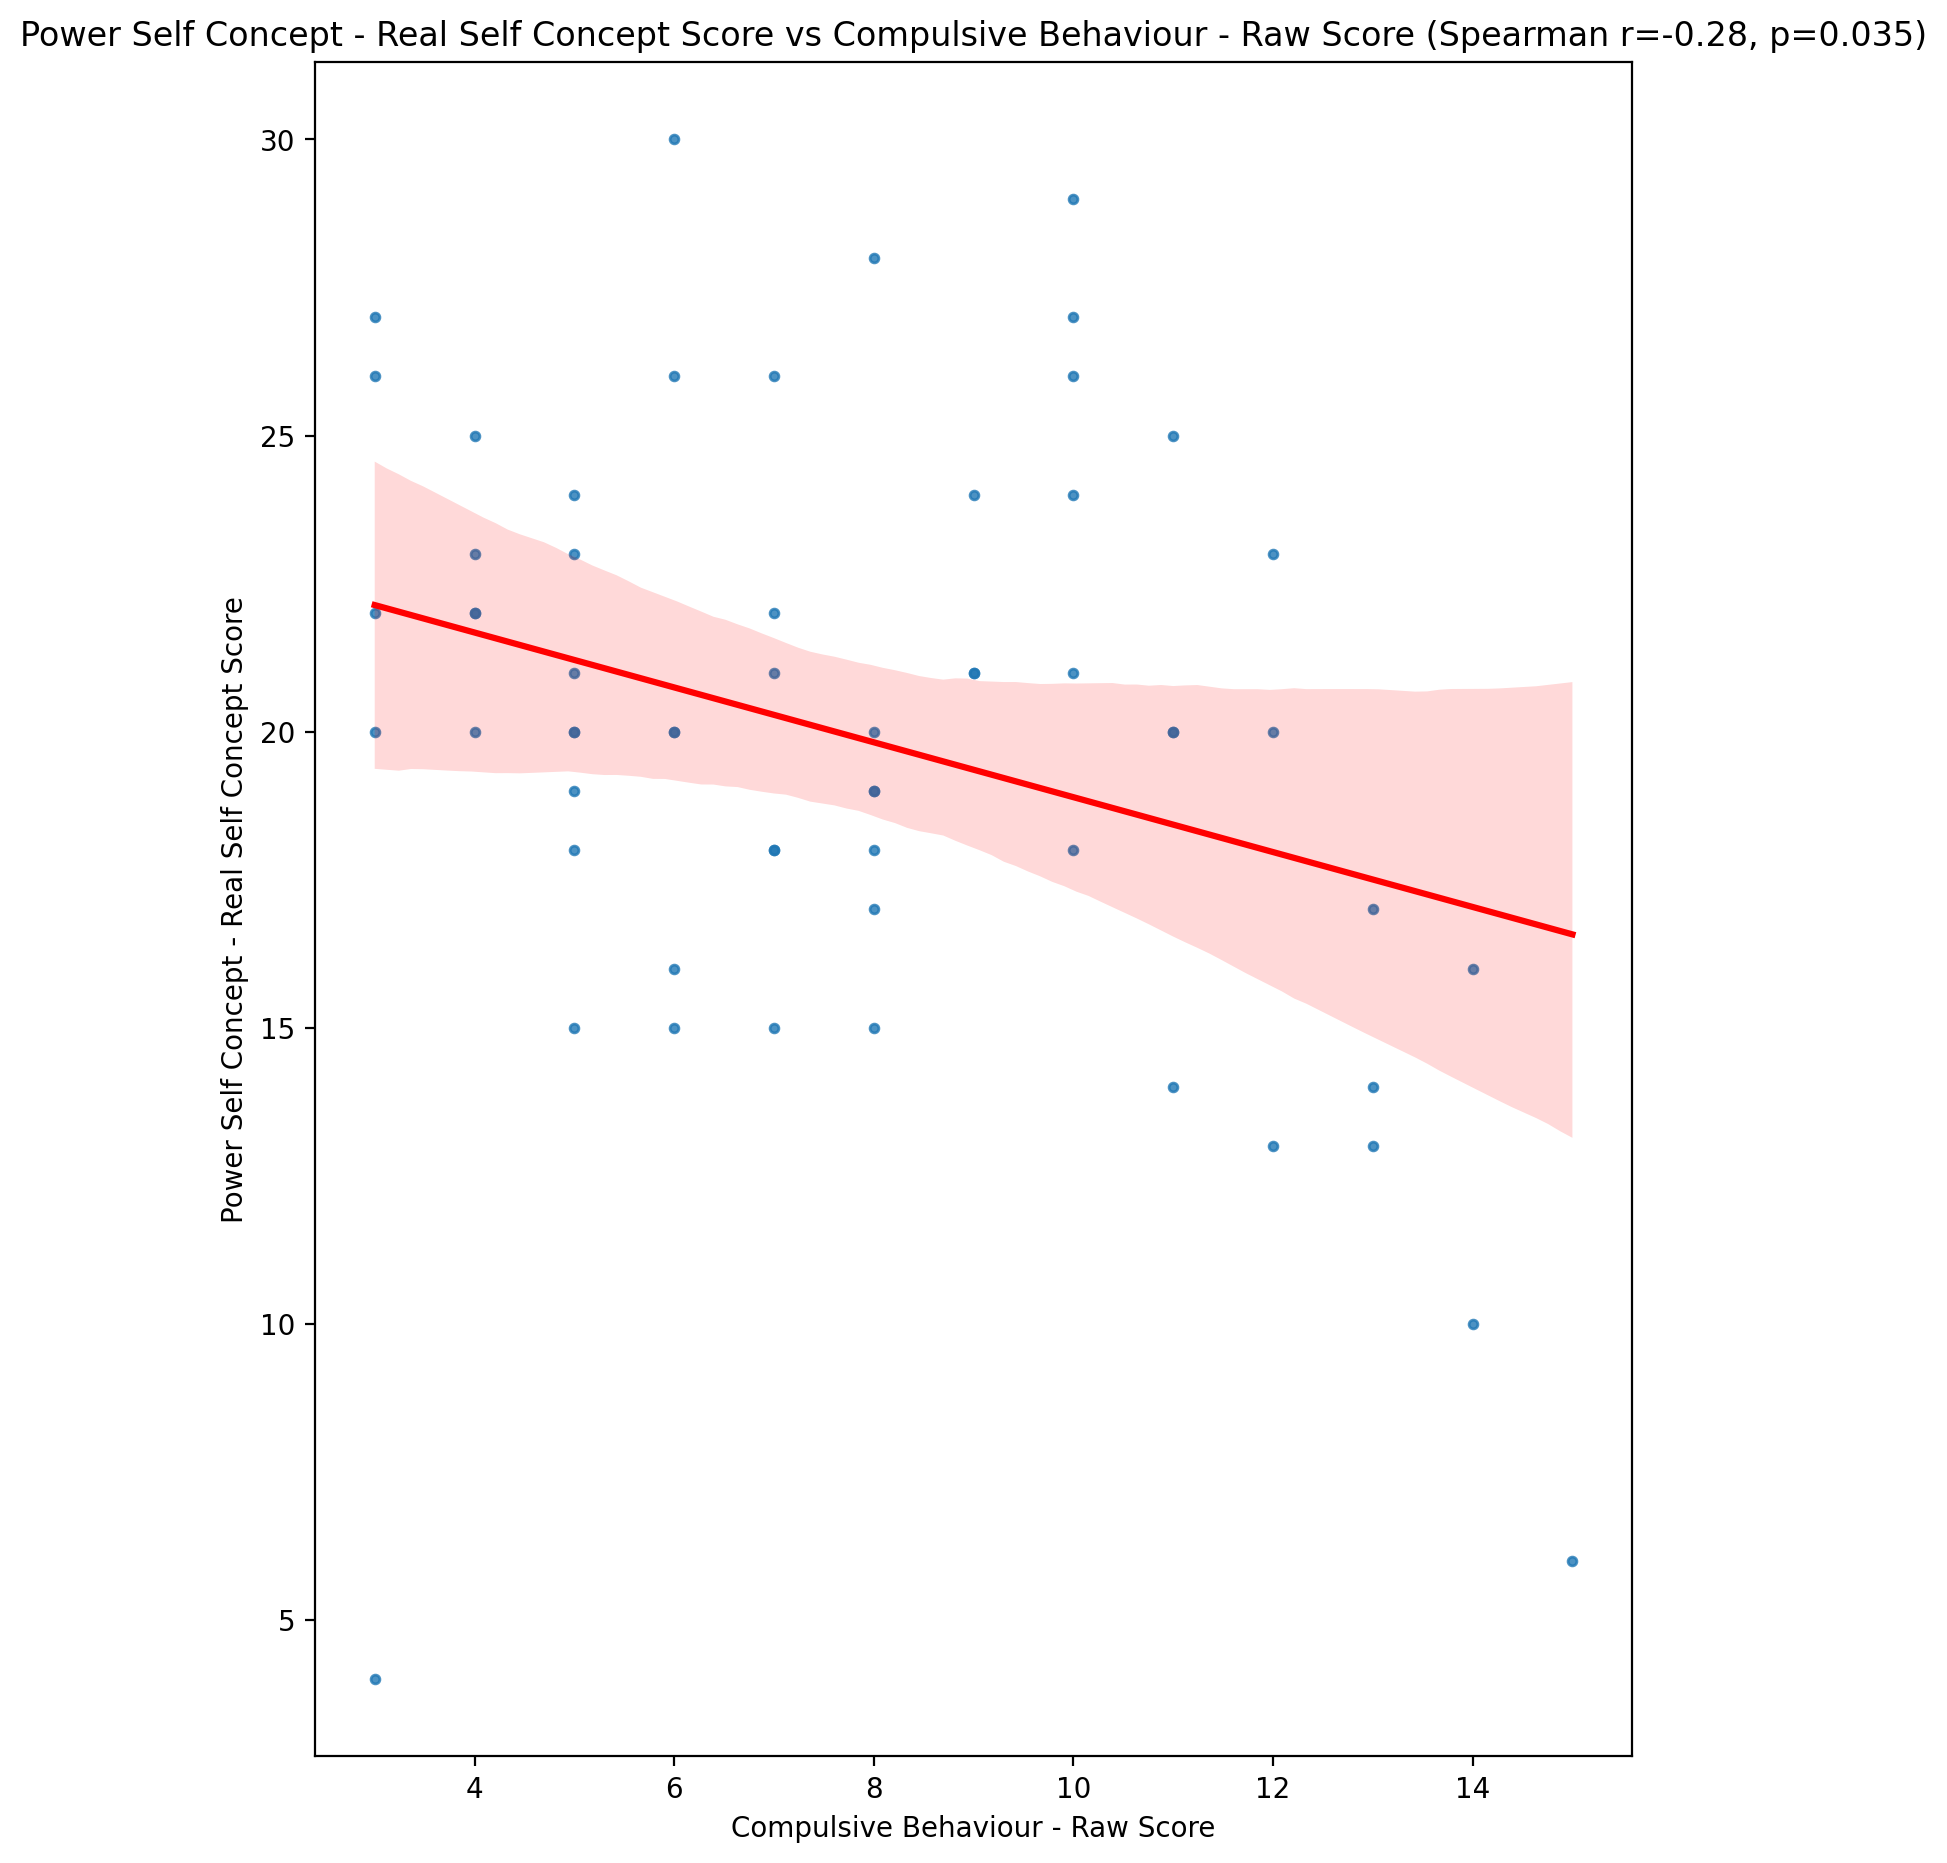 Power Self Concept - Real Self Concept Score vs Compulsive Behaviour - Raw Score (Spearman r=-0.28, p=0.035)
30
25
20
15
10
5
Power Self Concept - Real Self Concept Score
4 6 8 10 12 14
Compulsive Behaviour - Raw Score